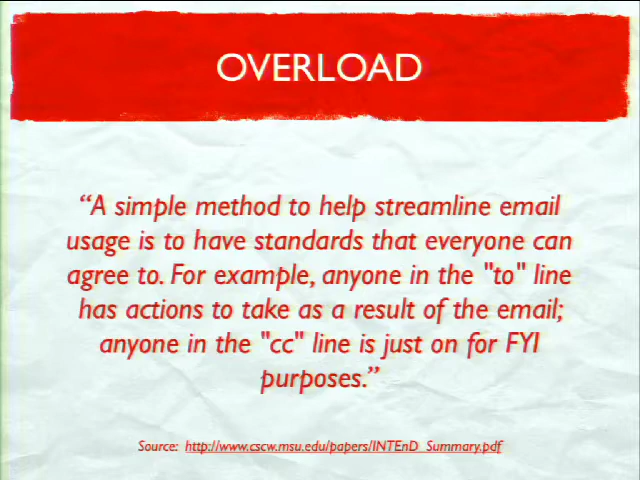 OVERLOAD
“A simple method to help streamline email
usage is to have standards that everyone can
agree to. For example, anyone in the "to" line
has actions to take as a result of the email;
anyone in the "cc" line is just on for FYI
purposes.”
Source: http://www.cscw.msu.edu/papers/INTEnD_Summary.pdf